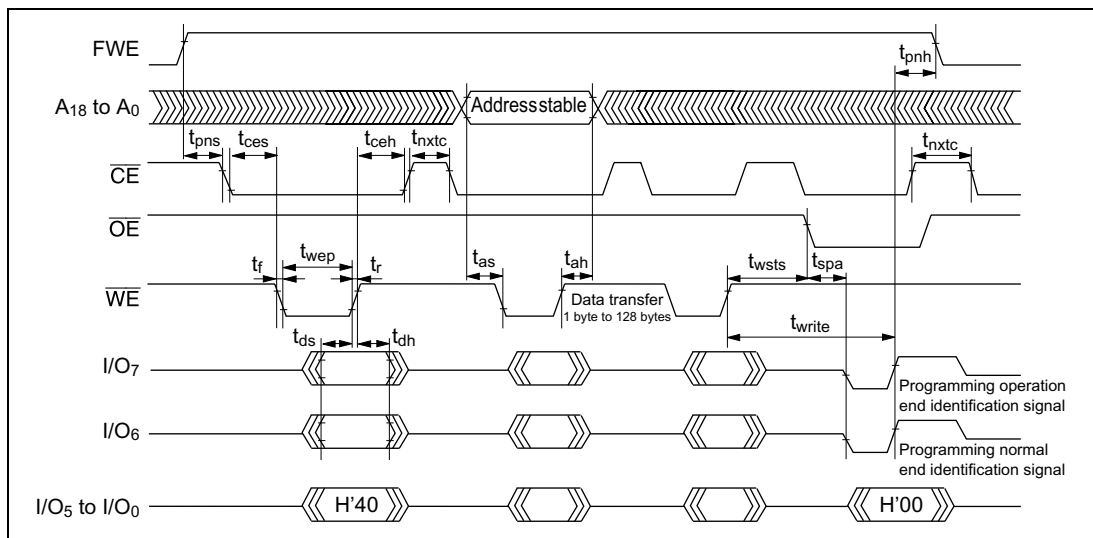 FWE
tpnh
A18 to A0
Address stable
tpns
tces
tceh
tnxtc
tnxtc
CE
OE
twep
tf
tr
tas
tah
twsts
tspa
WE
Data transfer
1 byte to 128 bytes
twrite
tds
tdh
I/O7
Programming operation
end identification signal
I/O6
Programming normal
end identification signal
I/O5 to I/O0
H'40
H'00